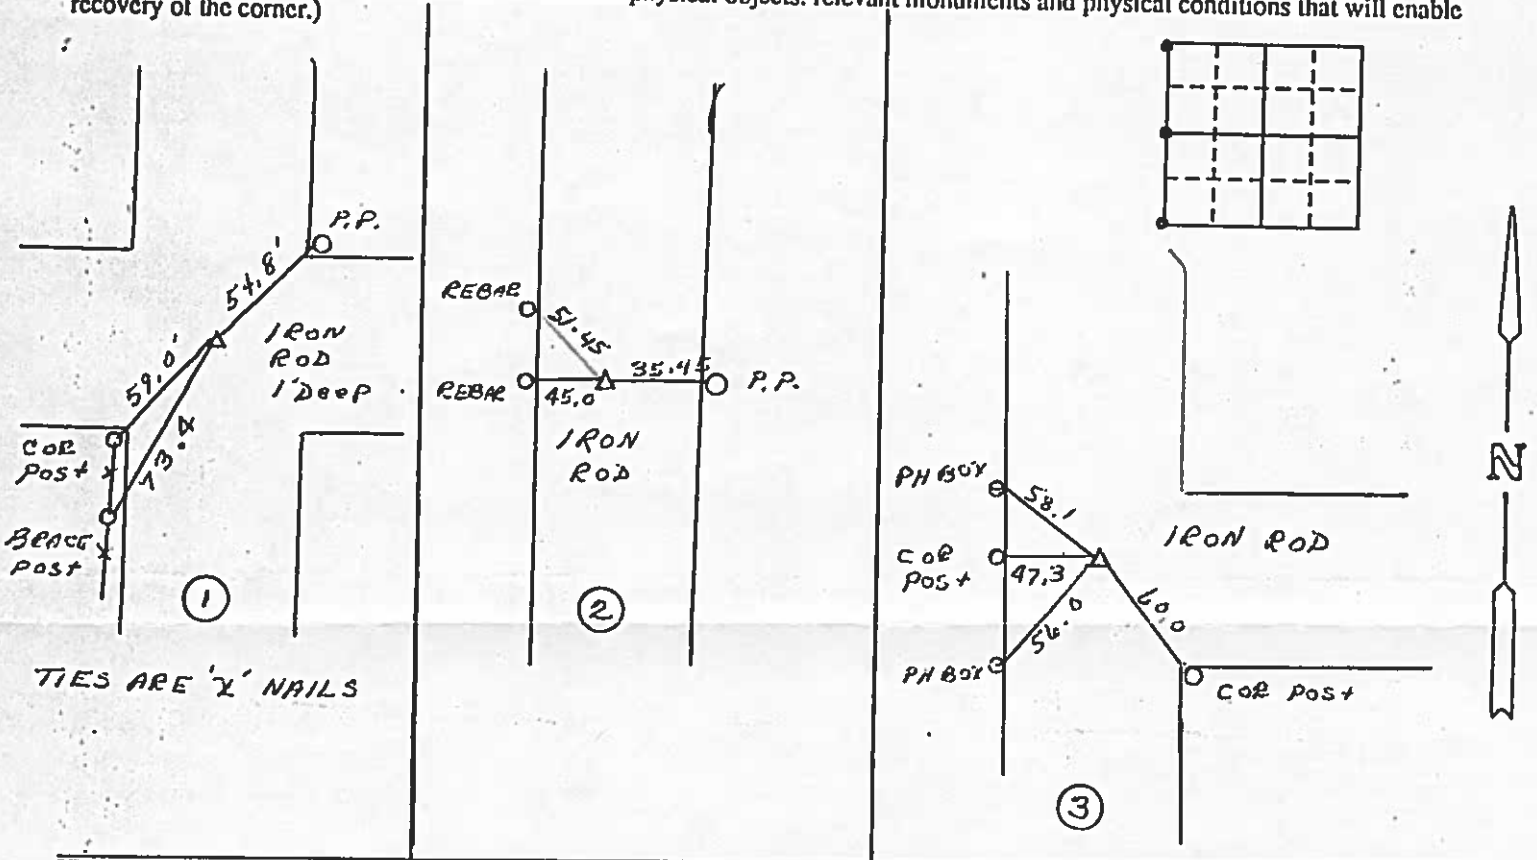 recovery of the corner.)
physical objects, relevant monuments and physical conditions that will enable
P.P.
54.8'
IRON
ROD
1' DEEP
59.0'
73.4
COR
POST
BRACE
POST
1
TIES ARE 'X' NAILS
REBAR
51.45
REBAR
45.0
35.45
P.P.
IRON
ROD
2
PH BOX
58.1
COR
POST
47.3
IRON ROD
56.0
60.0
PH BOX
COR POST
3
N